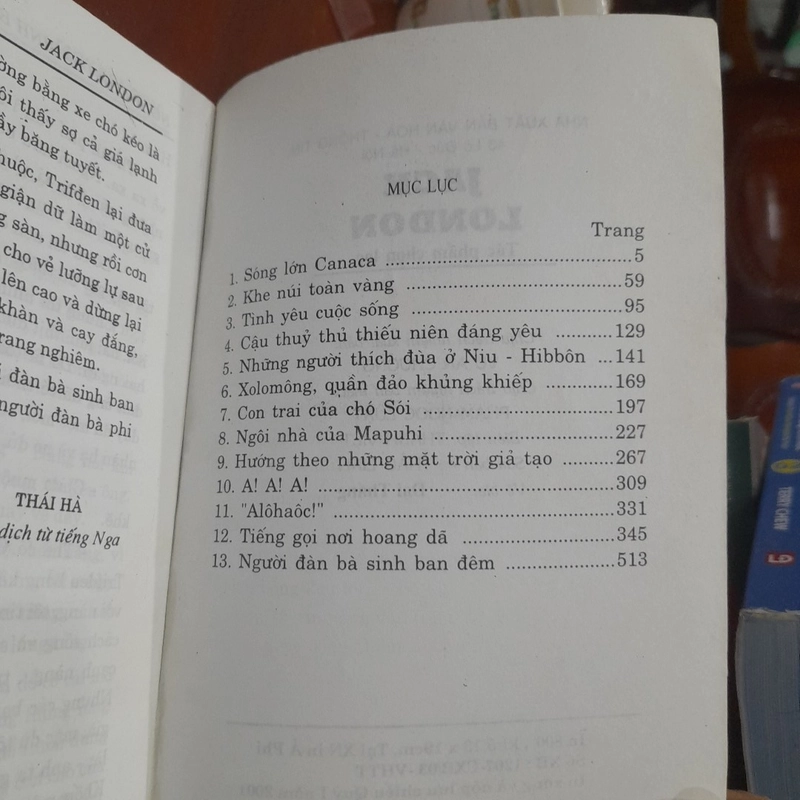 JACK LONDON
ờng bằng xe chó kéo là
ôi thấy sợ cả giá lạnh
ầy băng tuyết.
huộc, Trifđen lại đưa
giận dữ làm một cử
g sàn, nhưng rồi cơn
cho vẻ lưỡng lự sau
lên cao và dừng lại
khàn và cay đắng,
rang nghiêm.
i đàn bà sinh ban
người đàn bà phi
THÁI HÀ
dịch từ tiếng Nga
MỤC LỤC
Trang
1. Sóng lớn Canaca ...5
2. Khe núi toàn vàng ...59
3. Tình yêu cuộc sống ...95
4. Cậu thuỷ thủ thiếu niên đáng yêu ...129
5. Những người thích đùa ở Niu - Hibbôn ...141
6. Xolomông, quần đảo khủng khiếp ...169
7. Con trai của chó Sói ...197
8. Ngôi nhà của Mapuhi ...227
9. Hướng theo những mặt trời giả tạo ...267
10. A! A! A! ...309
11. "Alôhaôc!" ...331
12. Tiếng gọi nơi hoang dã ...345
13. Người đàn bà sinh ban đêm ...513
TERRY CHEW